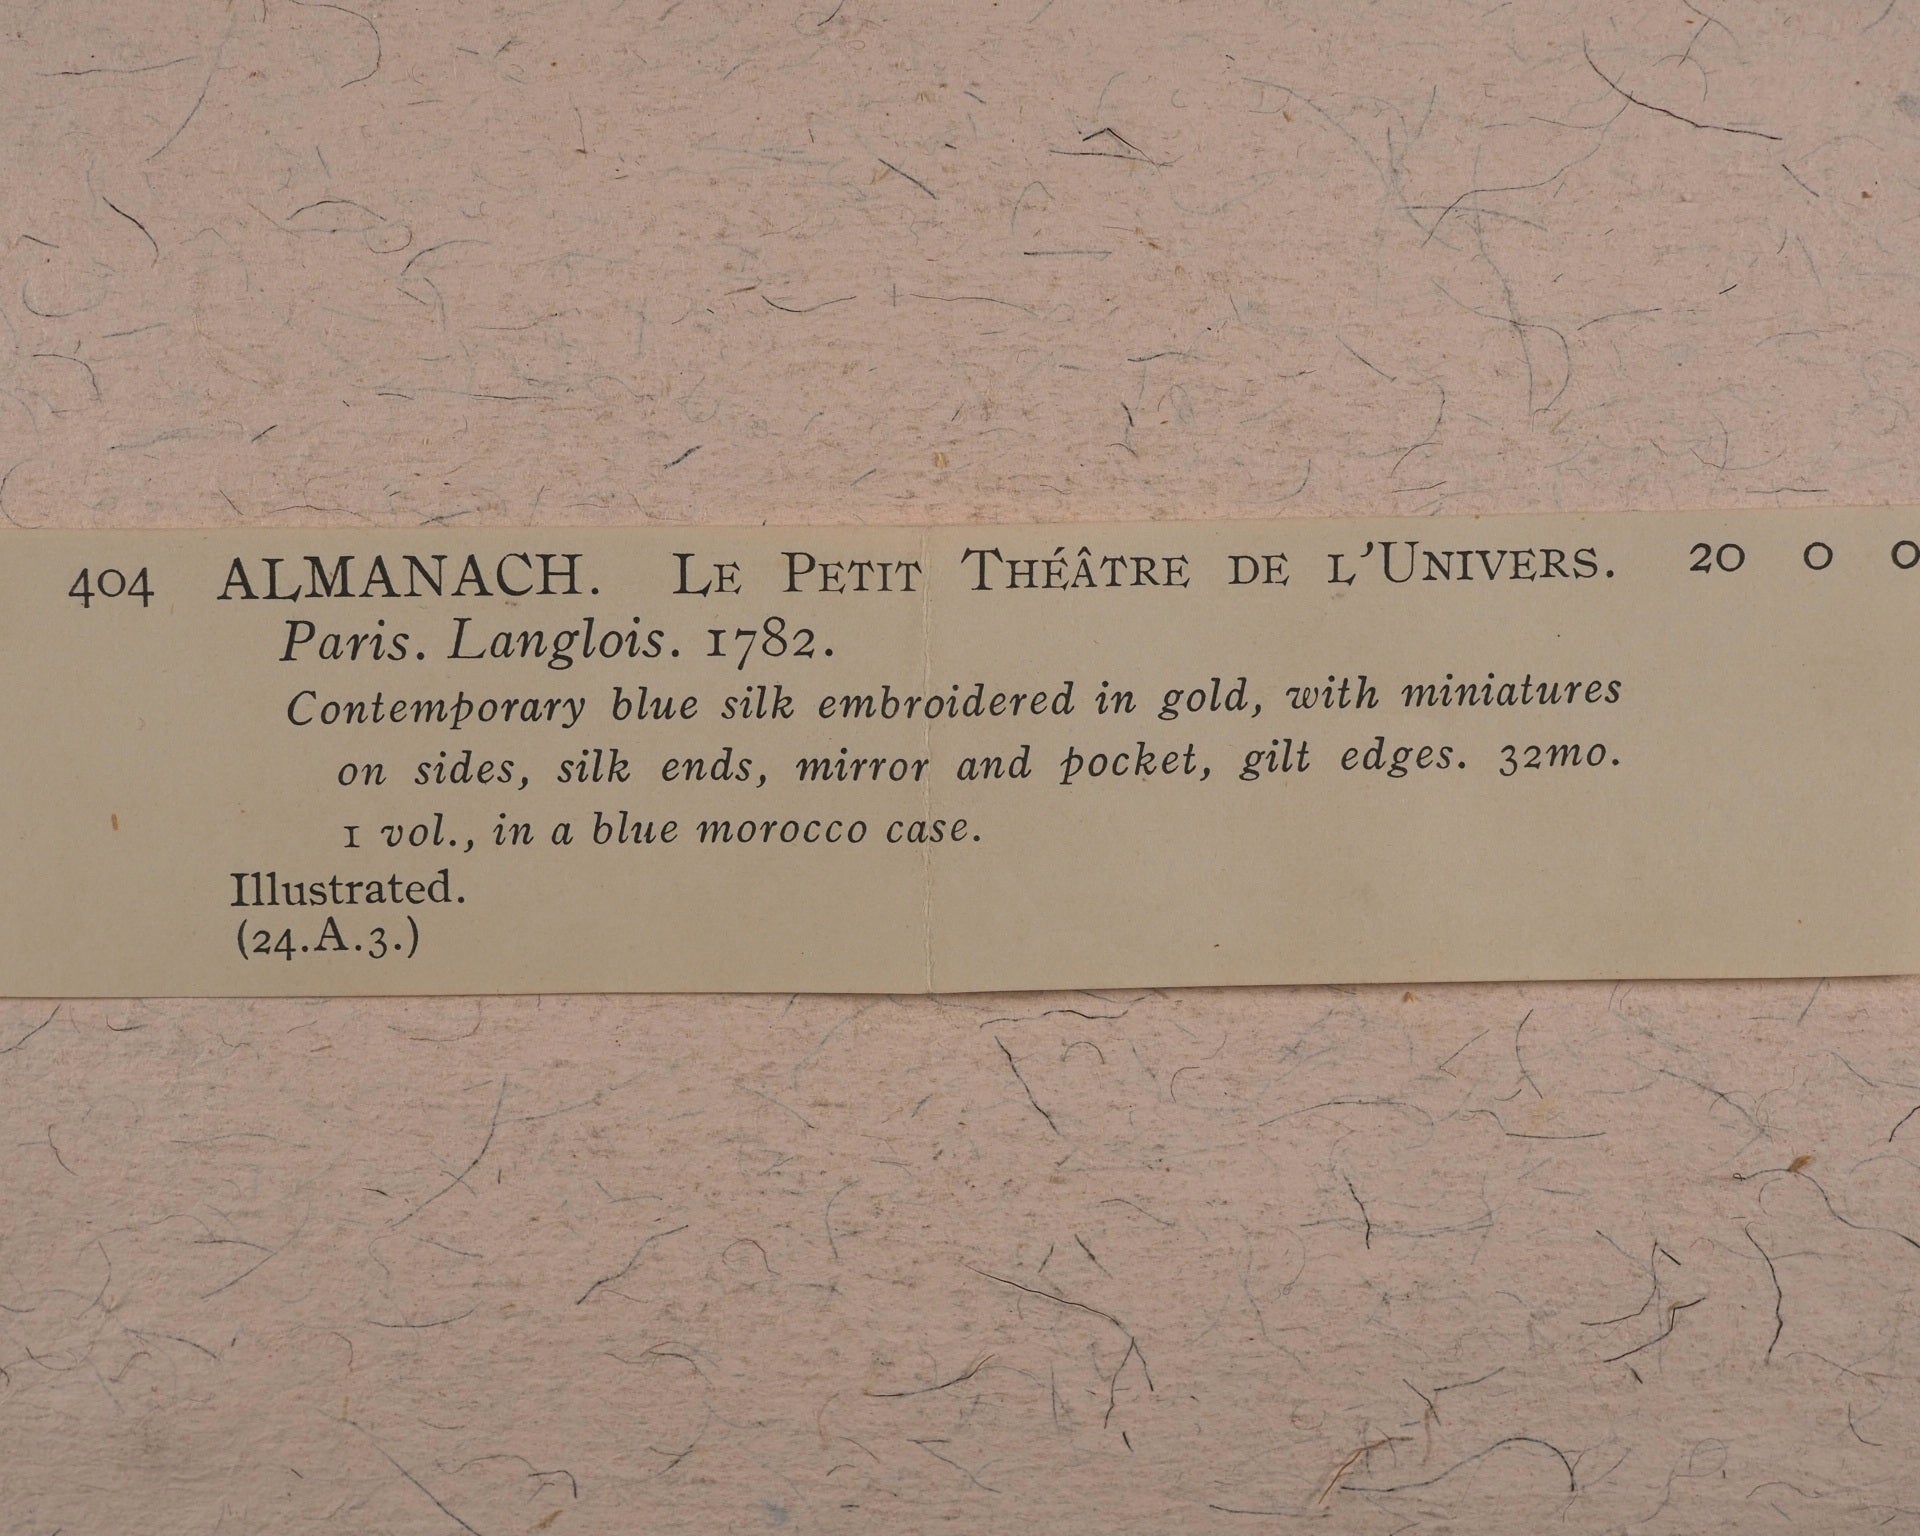 404 ALMANACH. LE PETIT THÉÂTRE DE L'UNIVERS. 20 0 0
Paris. Langlois. 1782.
Contemporary blue silk embroidered in gold, with miniatures
on sides, silk ends, mirror and pocket, gilt edges. 32mo.
1 vol., in a blue morocco case.
Illustrated.
(24.A.3.)